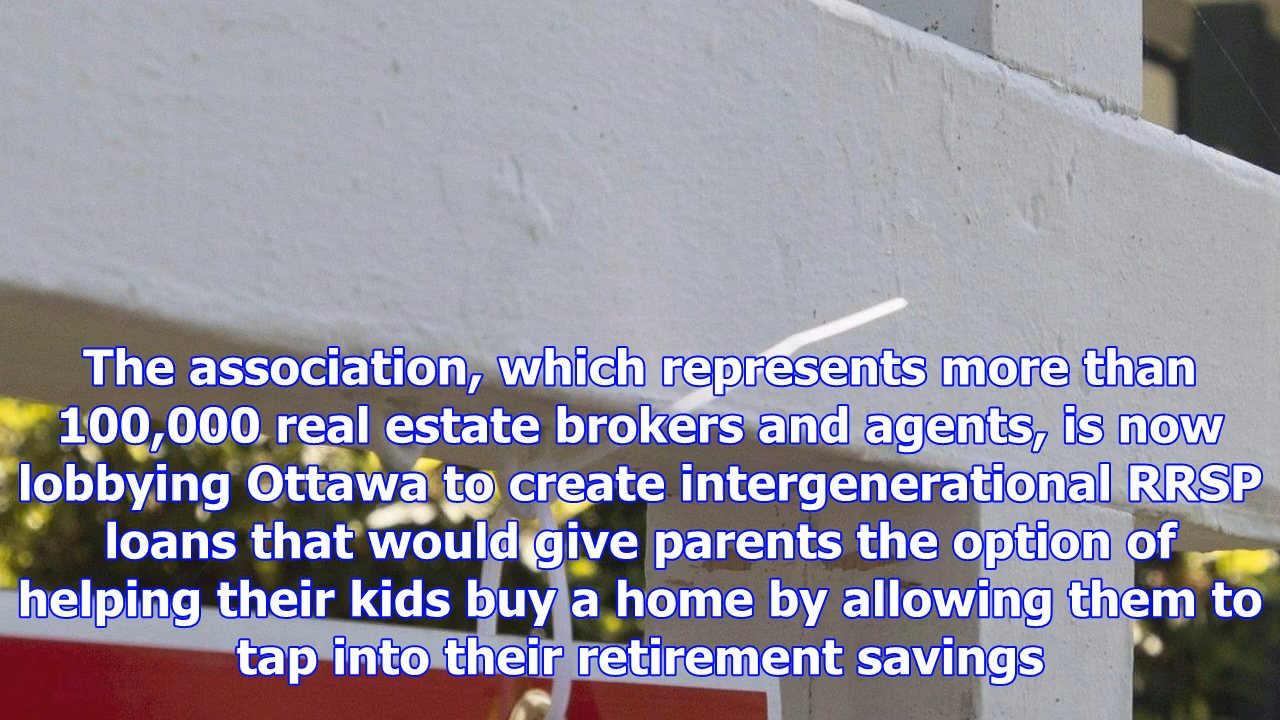 The association, which represents more than
100,000 real estate brokers and agents, is now
lobbying Ottawa to create intergenerational RRSP
loans that would give parents the option of
helping their kids buy a home by allowing them to
tap into their retirement savings